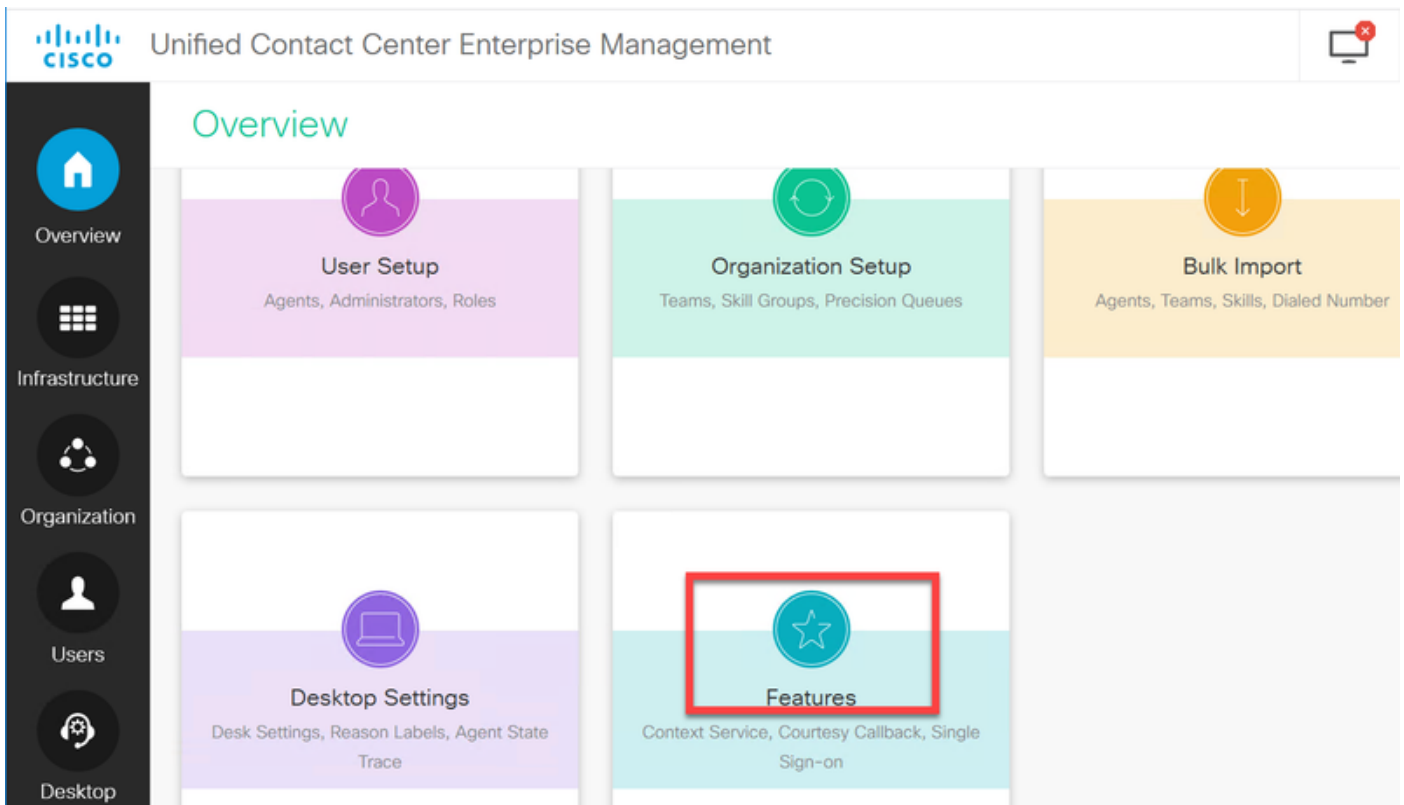 CISCO
Unified Contact Center Enterprise Management
Overview
Overview
Infrastructure
Organization
Users
Desktop
User Setup
Agents, Administrators, Roles
Organization Setup
Teams, Skill Groups, Precision Queues
Bulk Import
Agents, Teams, Skills, Dialed Number
Desktop Settings
Desk Settings, Reason Labels, Agent State
Trace
Features
Context Service, Courtesy Callback, Single
Sign-on